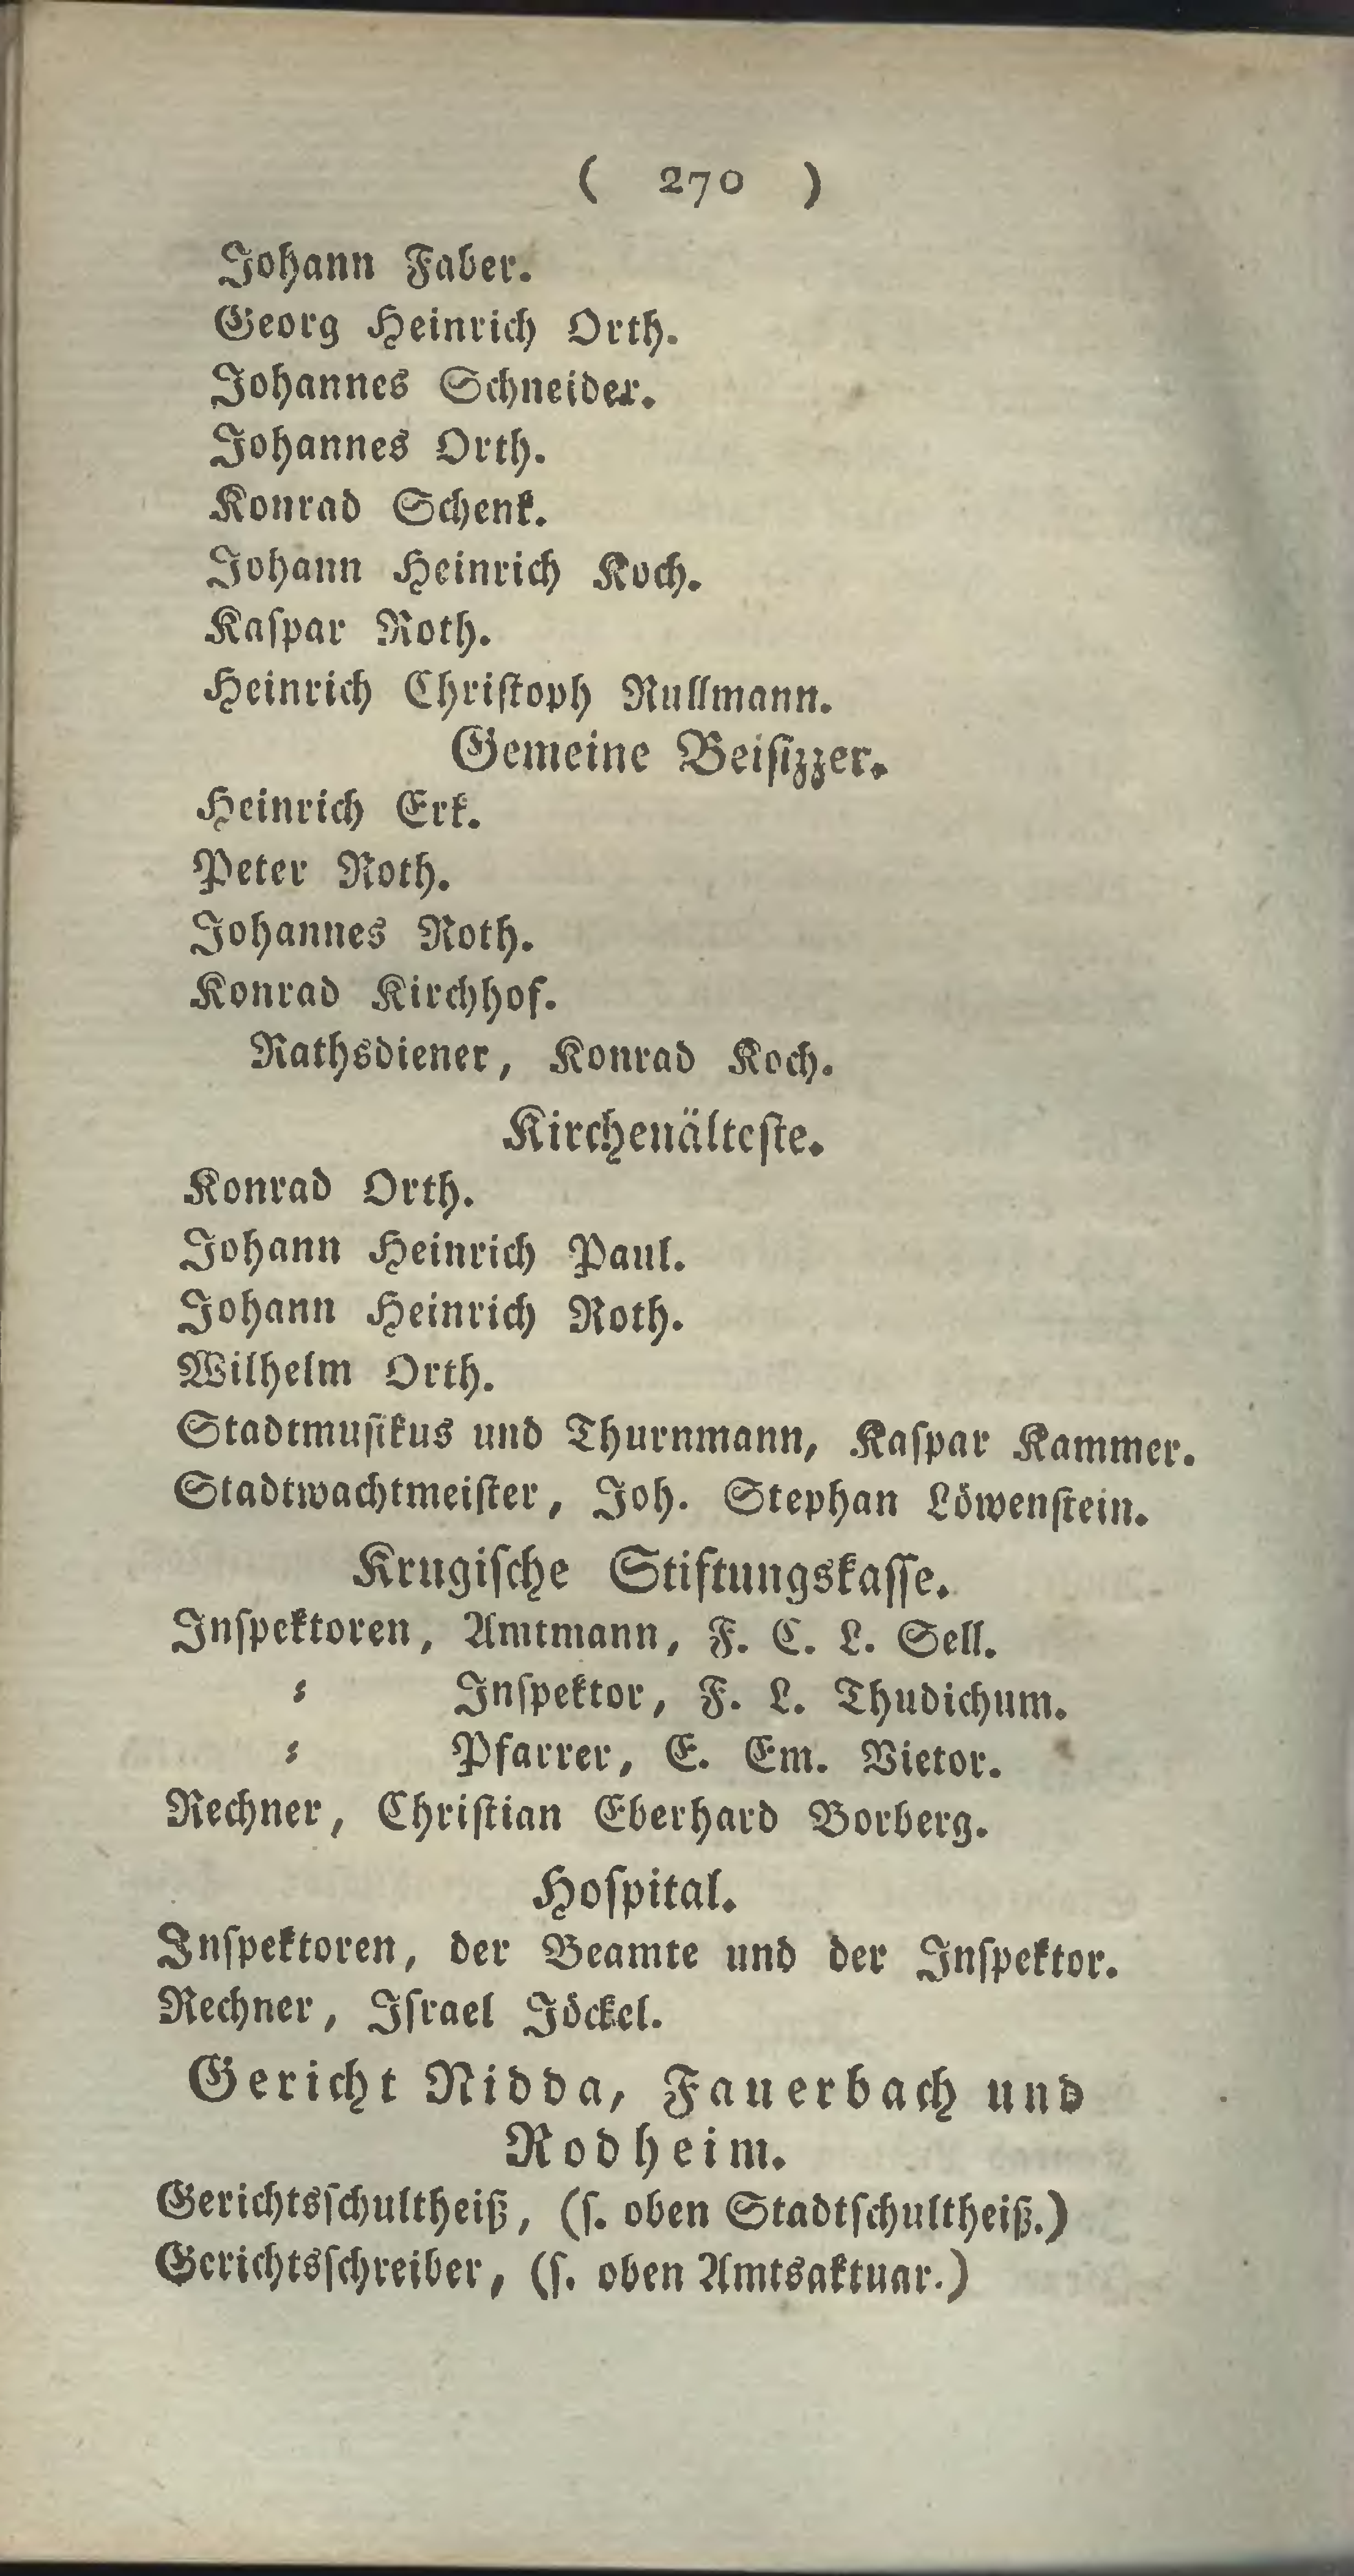 ( 270 )
Johann Faber.
Georg Heinrich Orth.
Johannes Schneider.
Johannes Orth.
Konrad Schenk.
Johann Heinrich Koch.
Kaſpar Roth.
Heinrich Chriſtoph Rullmann.
Gemeine Beiſizzer.
Heinrich Erk.
Peter Roth.
Johannes Roth.
Konrad Kirchhof.
Rathsdiener, Konrad Koch.
Kirchenälteſte.
Konrad Orth.
Johann Heinrich Paul.
Johann Heinrich Roth.
Wilhelm Orth.
Stadtmuſikus und Thurnmann, Kaſpar Kammer.
Stadtwachtmeiſter, Joh. Stephan Löwenſtein.
Krugiſche Stiftungskaſſe.
Inſpektoren, Amtmann, F. C. L. Sell.
⸗ Inſpektor, F. L. Thudichum.
⸗ Pfarrer, E. Em. Vietor.
Rechner, Chriſtian Eberhard Borberg.
Hoſpital.
Inſpektoren, der Beamte und der Inſpektor.
Rechner, Iſrael Jöckel.
Gericht Nidda, Fauerbach und
Rodheim.
Gerichtsſchultheiß, (ſ. oben Stadtſchultheiß.)
Gerichtsſchreiber, (ſ. oben Amtsaktuar.)